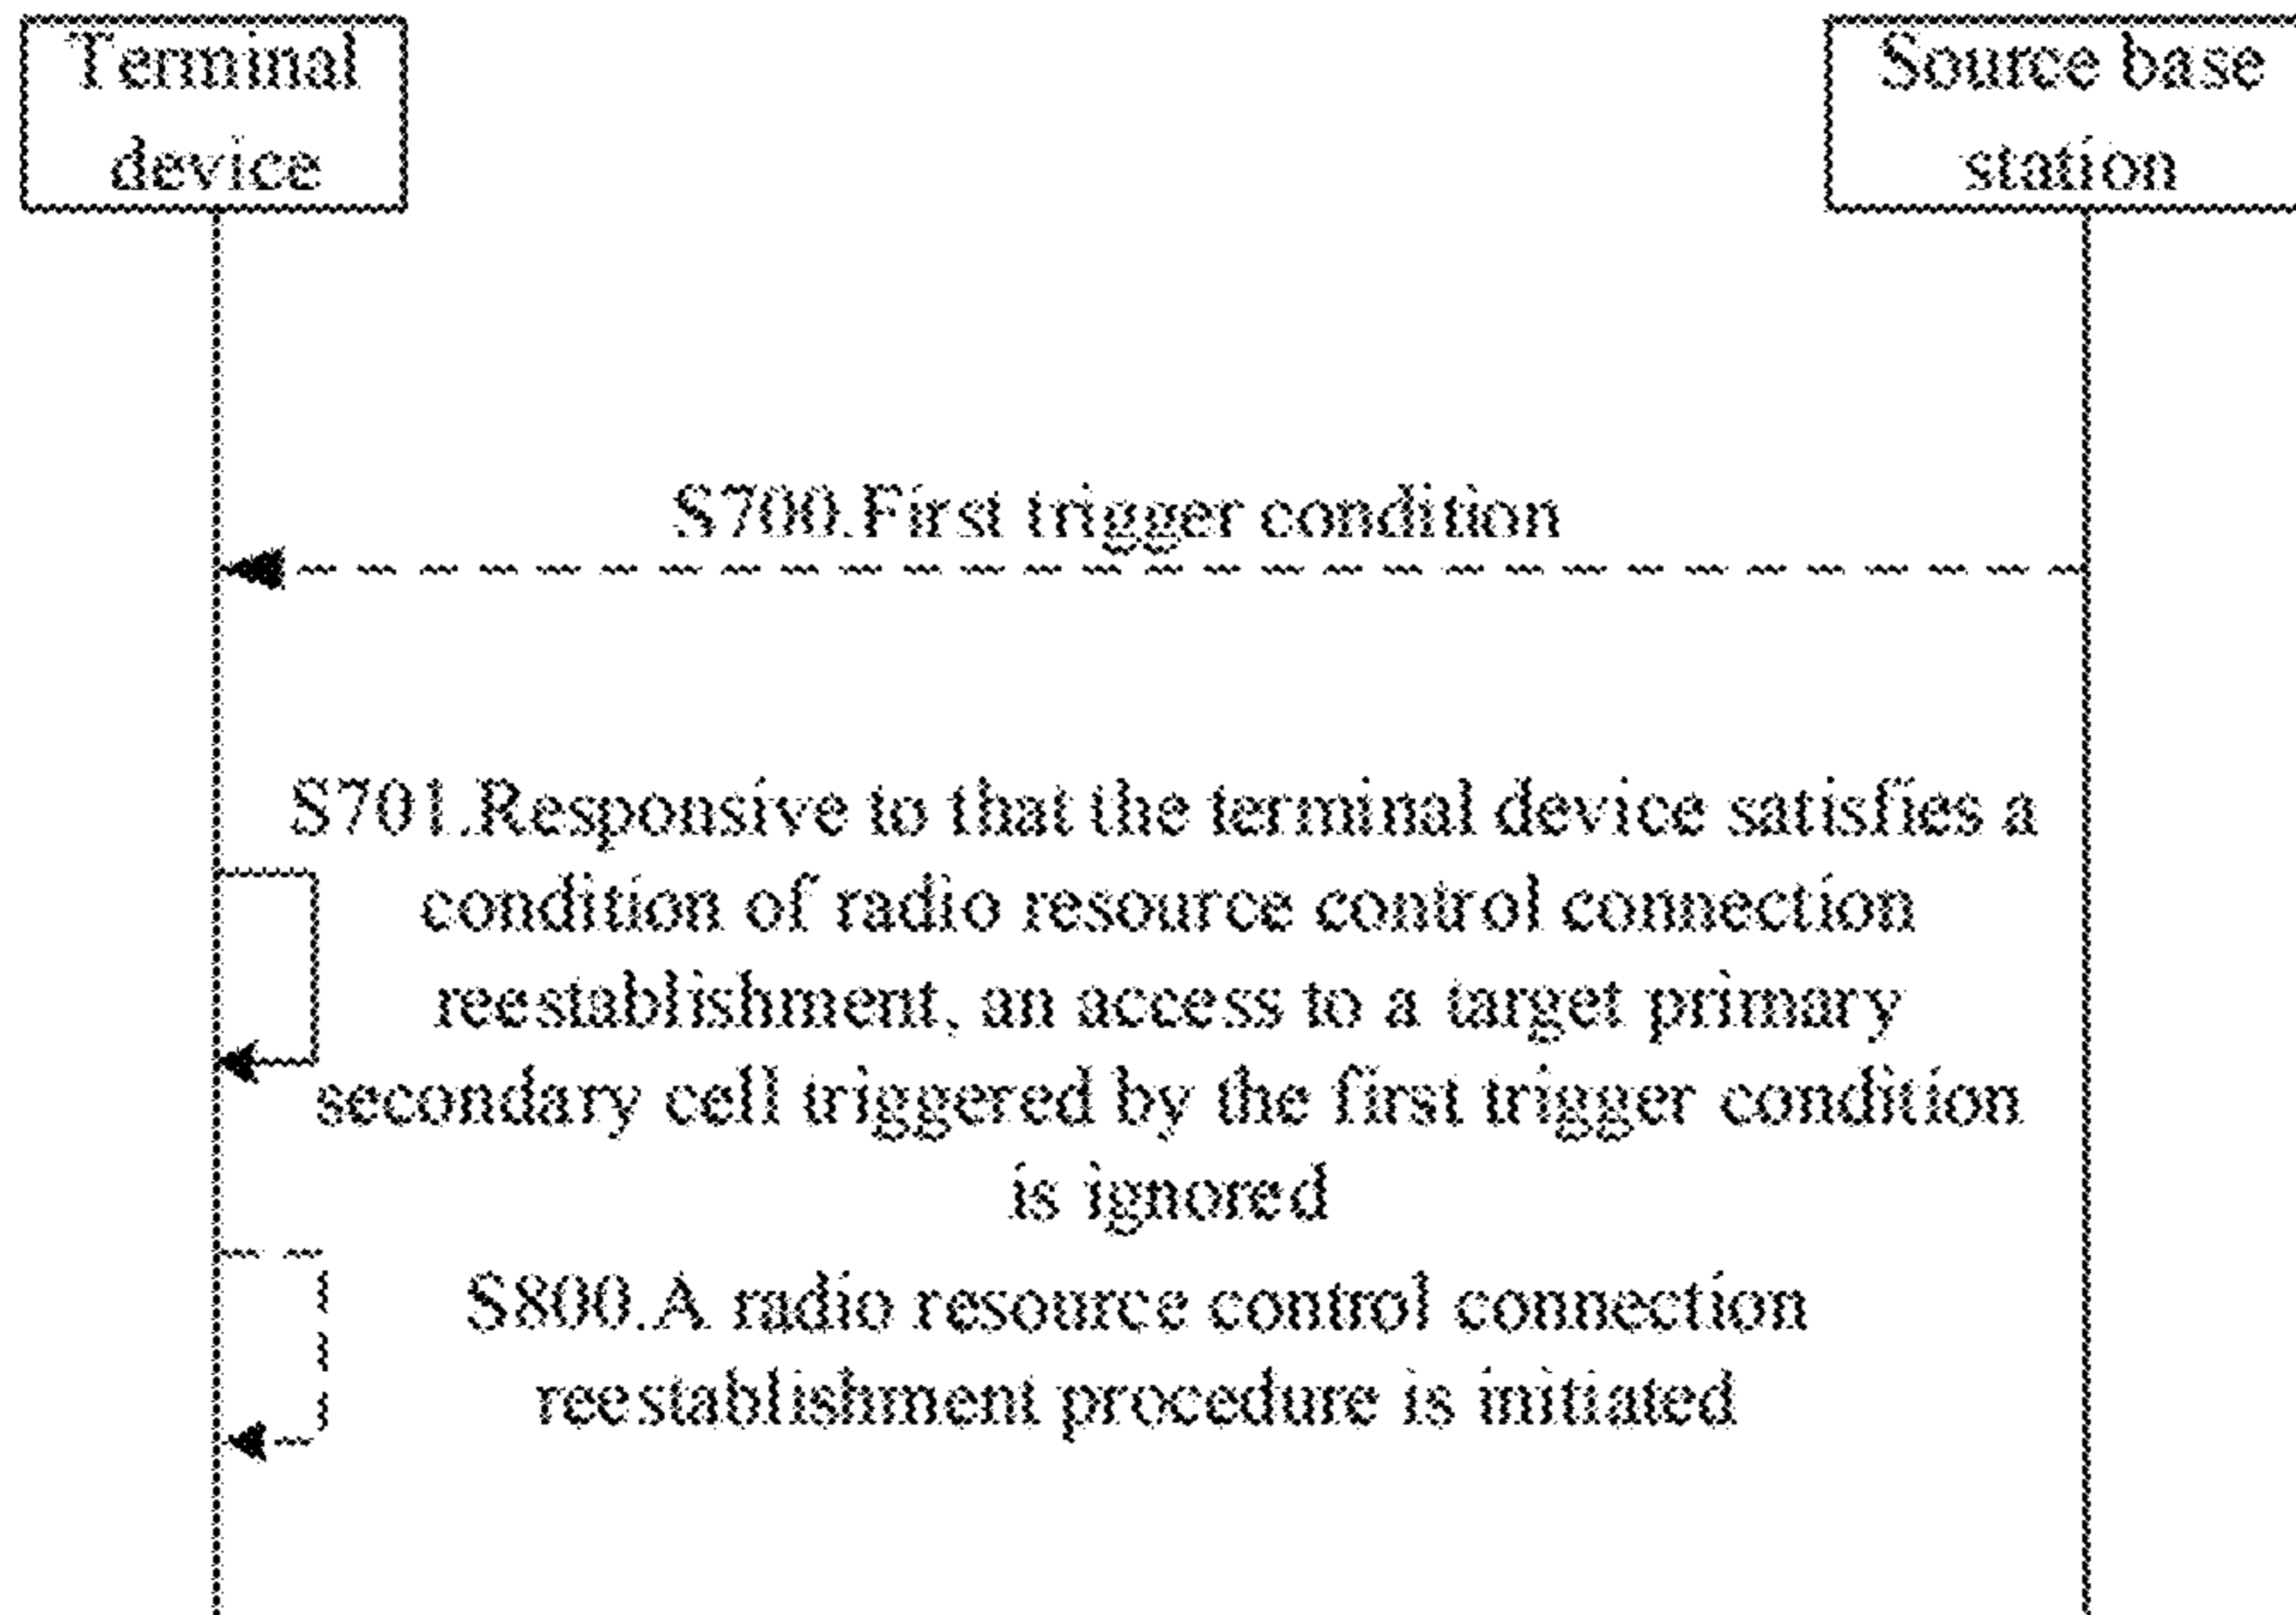 Terminal
device
Source base
station
S700.First trigger condition
S701.Responsive to that the terminal device satisfies a
condition of radio resource control connection
reestablishment, an access to a target primary
secondary cell triggered by the first trigger condition
is ignored
S800.A radio resource control connection
reestablishment procedure is initiated